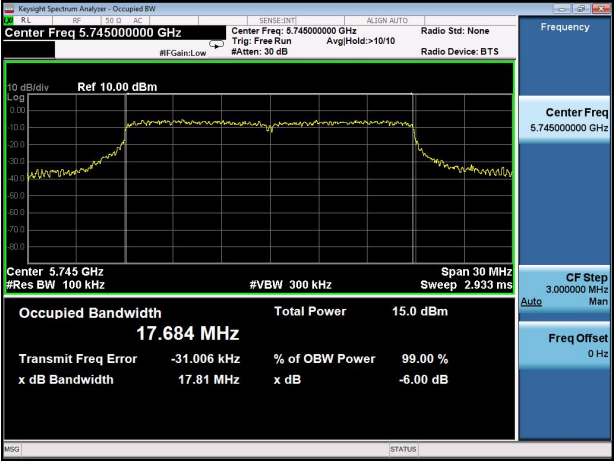 Keysight Spectrum Analyzer - Occupied BW
LXI RL RF 50 Ω AC SENSE:INT ALIGN AUTO
Center Freq 5.745000000 GHz
Center Freq: 5.745000000 GHz
Radio Std: None
Trig: Free Run Avg|Hold:>10/10
#IFGain:Low #Atten: 30 dB Radio Device: BTS
10 dB/div Ref 10.00 dBm
Log
0.00
-10.0
-20.0
-30.0
-40.0
-50.0
-60.0
-70.0
-80.0
Center 5.745 GHz Span 30 MHz
#Res BW 100 kHz #VBW 300 kHz Sweep 2.933 ms
Occupied Bandwidth Total Power 15.0 dBm
17.684 MHz
Transmit Freq Error -31.006 kHz % of OBW Power 99.00 %
x dB Bandwidth 17.81 MHz x dB -6.00 dB
MSG STATUS
Frequency
Center Freq
5.745000000 GHz
CF Step
3.000000 MHz
Auto Man
Freq Offset
0 Hz